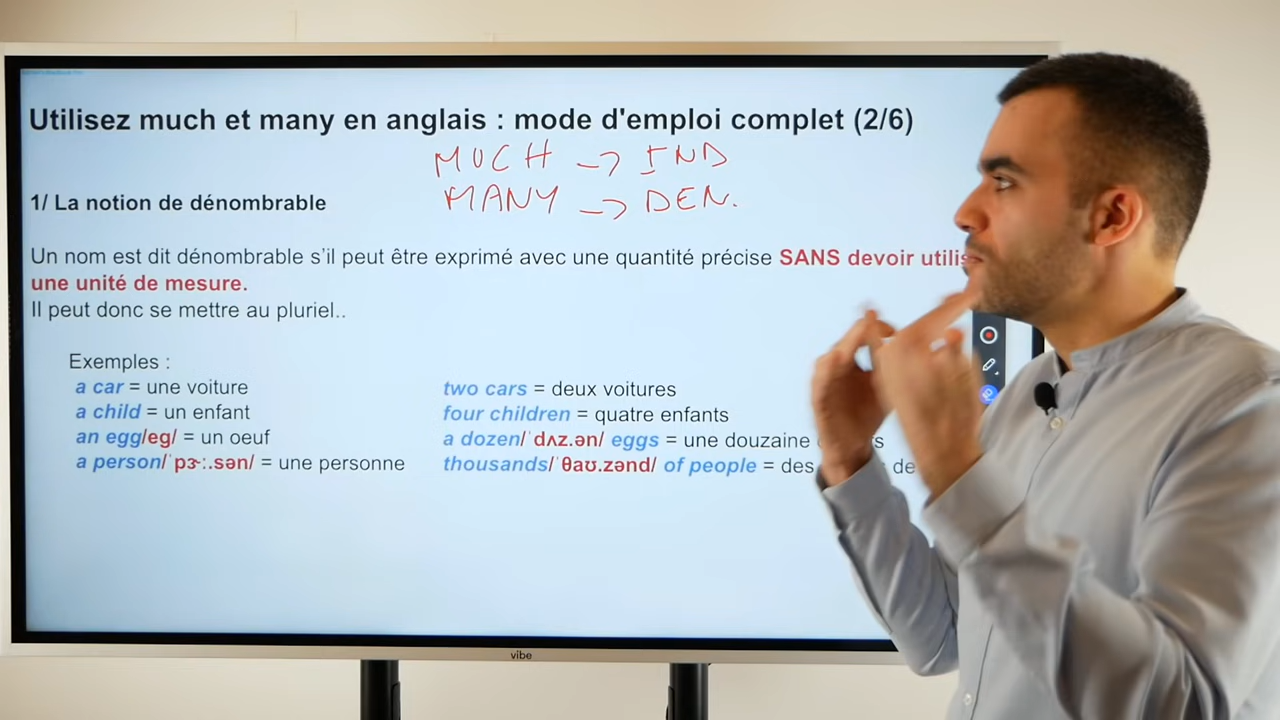 Utilisez much et many en anglais : mode d'emploi complet (2/6)
MUCH -> IND
MANY -> DEN.
1/ La notion de dénombrable
Un nom est dit dénombrable s'il peut être exprimé avec une quantité précise SANS devoir utilis
une unité de mesure.
Il peut donc se mettre au pluriel..
Exemples :
a car = une voiture
two cars = deux voitures
a child = un enfant
four children = quatre enfants
an egg/eg/ = un oeuf
a dozen/ˈdʌz.ən/ eggs = une douzaine
a person/ˈpɝː.sən/ = une personne
thousands/ˈθaʊ.zənd/ of people = des de
vibe